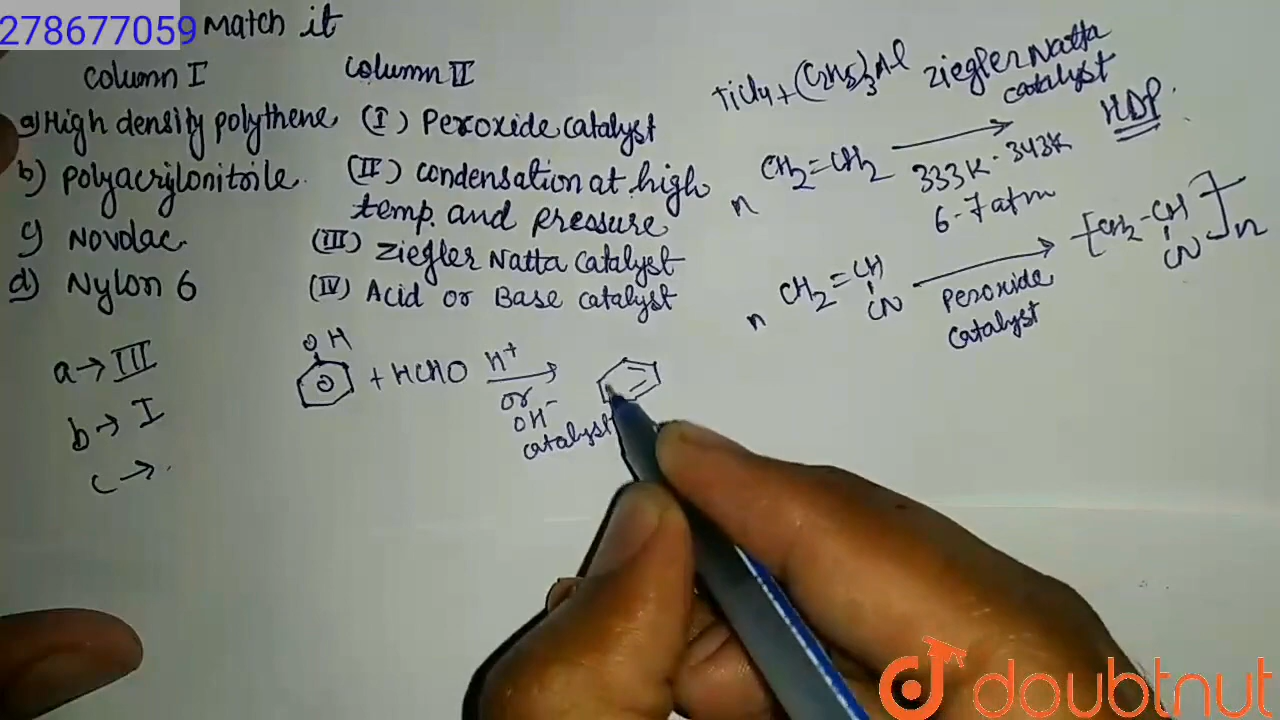 278677059 Match it
Column I Column II
a) High density polythene (I) Peroxide catalyst
b) Polyacrylonitrile (II) condensation at high
temp. and pressure
c) Novolac (III) Ziegler Natta catalyst
d) Nylon 6 (IV) Acid or Base catalyst
TiCl4 + (C2H5)3Al Ziegler Natta
catalyst
n CH2=CH2 HDP
333K-343K
6-7 atm
n CH2=CH [CH2-CH]n
CN CN
Peroxide
catalyst
a→III
b→I
c→
OH
+ HCHO H+
or
OH-
catalyst
doubtnut